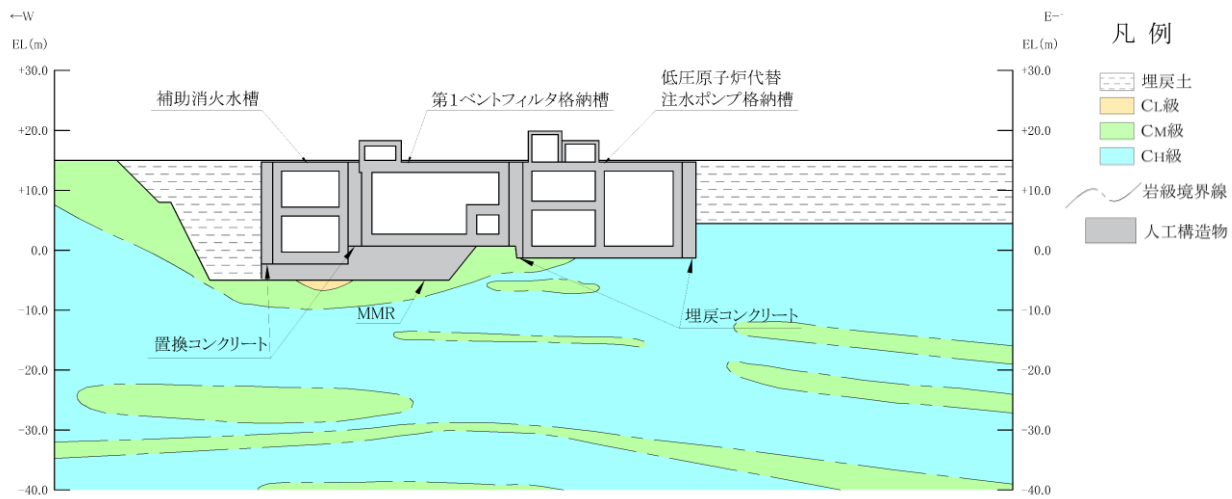 ←W
EL(m)
+30.0
+20.0
+10.0
0.0
-10.0
-20.0
-30.0
-40.0
補助消火水槽
第1ベントフィルタ格納槽
低圧原子炉代替
注水ポンプ格納槽
置換コンクリート
MMR
埋戻コンクリート
E→
EL(m)
+30.0
+20.0
+10.0
0.0
-10.0
-20.0
-30.0
-40.0
凡 例
埋戻土
CL級
CM級
CH級
岩級境界線
人工構造物